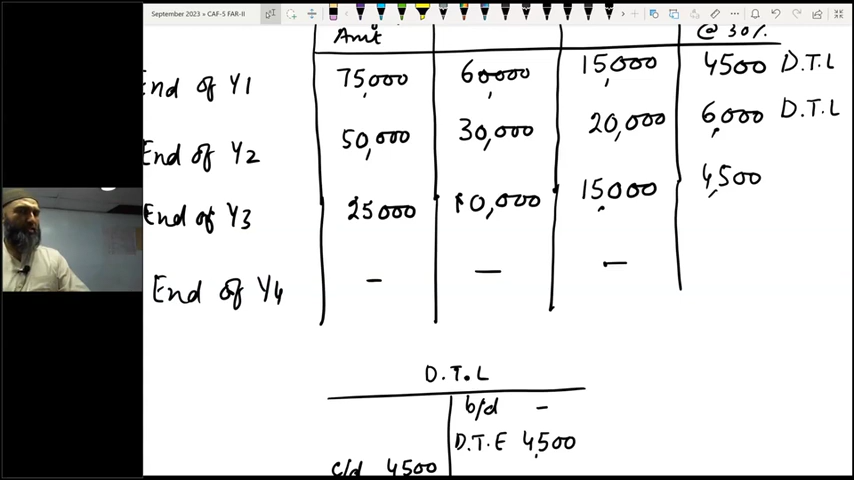 September 2023 • CAF-5 FAR-II
Amt @ 30%
End of Y1 75,000 60000 15,000 4500 D.T.L
End of Y2 50,000 30,000 20,000 6,000 D.T.L
End of Y3 25000 10,000 15,000 4,500
End of Y4 - - -
D.T.L
b/d -
D.T.E 4,500
c/d 4500